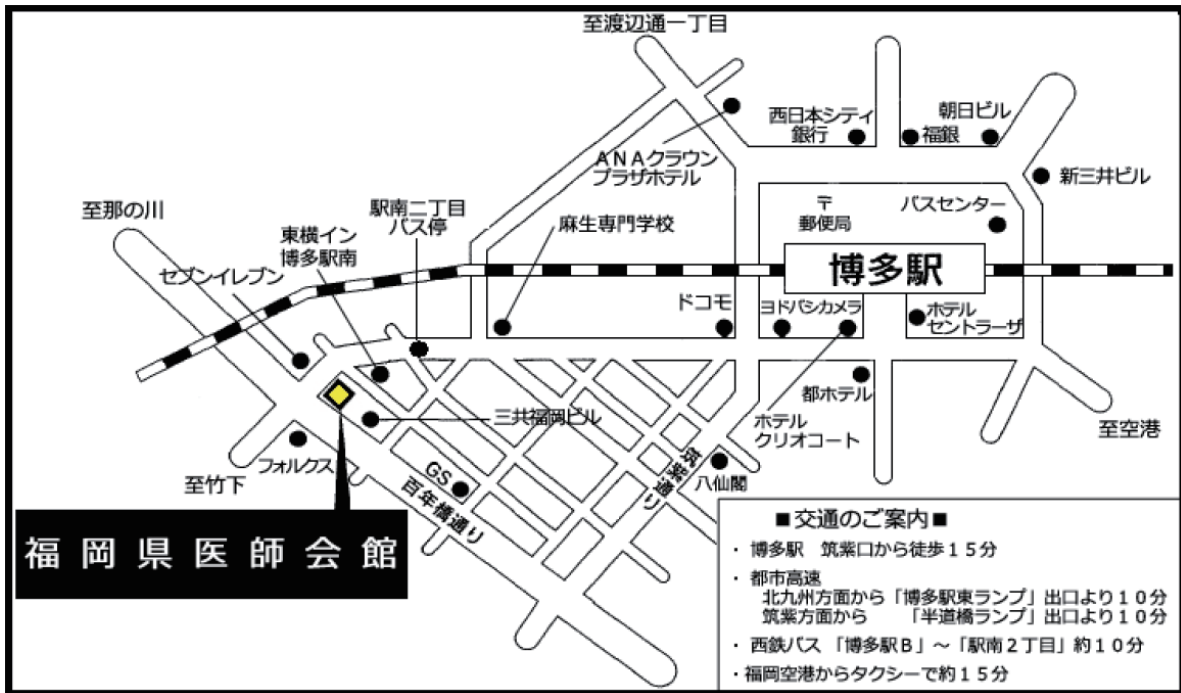 至渡辺通一丁目
西日本シティ
銀行
朝日ビル
福銀
ANAクラウン
プラザホテル
新三井ビル
〒
郵便局
バスセンター
至那の川
駅南二丁目
バス停
麻生専門学校
東横イン
博多駅南
セブンイレブン
博多駅
ドコモ
ヨドバシカメラ
ホテル
セントラーザ
都ホテル
三共福岡ビル
ホテル
クリオコート
至空港
筑紫通り
八仙閣
フォルクス
GS
至竹下
百年橋通り
福岡県医師会館
■交通のご案内■
・博多駅 筑紫口から徒歩15分
・都市高速
北九州方面から「博多駅東ランプ」出口より10分
筑紫方面から 「半道橋ランプ」出口より10分
・西鉄バス 「博多駅B」～「駅南2丁目」約10分
・福岡空港からタクシーで約15分